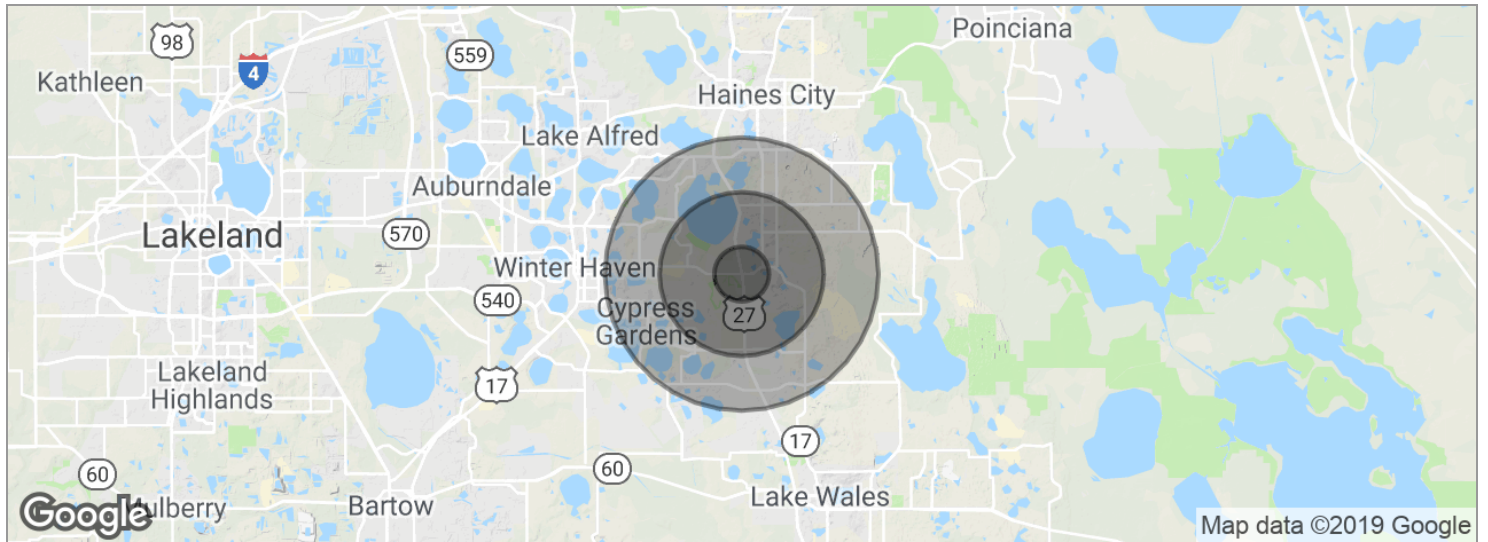 Poinciana
98
559
4
Kathleen
Haines City
Lake Alfred
Auburndale
Lakeland
570
Winter Haven
540
Cypress
Gardens
27
Lakeland
Highlands
17
17
60
60
Lake Wales
Bartow
Mulberry
Google
Map data ©2019 Google